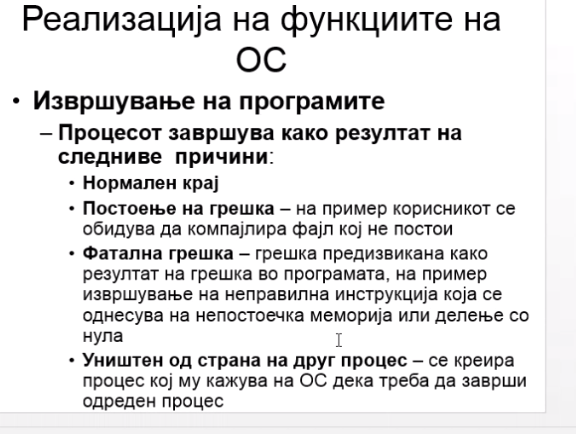 Реализација на функциите на
ОС
• Извршување на програмите
– Процесот завршува како резултат на
следниве причини:
• Нормален крај
• Постоење на грешка – на пример корисникот се
обидува да компајлира фајл кој не постои
• Фатална грешка – грешка предизвикана како
резултат на грешка во програмата, на пример
извршување на неправилна инструкција која се
однесува на непостоечка меморија или делење со
нула
• Уништен од страна на друг процес – се креира
процес кој му кажува на ОС дека треба да заврши
одреден процес